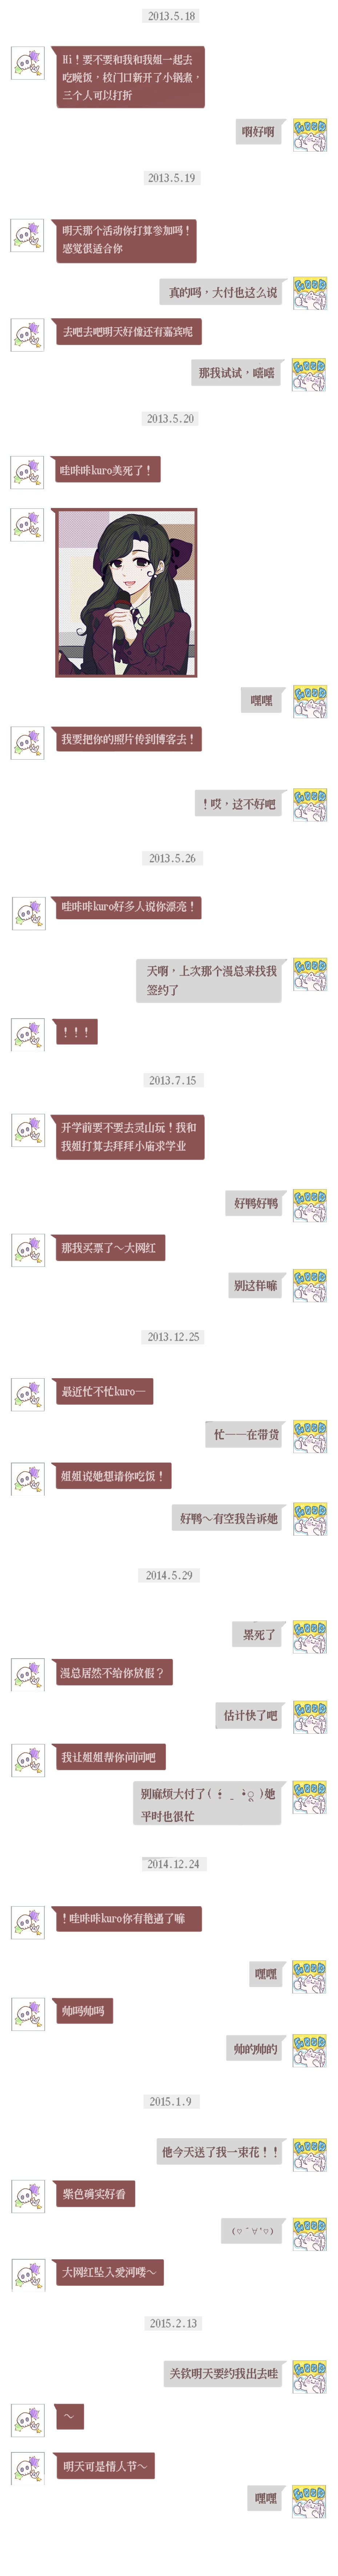 2013.5.18
Hi！要不要和我和我姐一起去
吃晚饭，校门口新开了小锅煮，
三个人可以打折
啊好啊
2013.5.19
明天那个活动你打算参加吗！
感觉很适合你
真的吗，大付也这么说
去吧去吧明天好像还有嘉宾呢
那我试试，嘻嘻
2013.5.20
哇咔咔kuro美死了！
嘿嘿
我要把你的照片传到博客去！
！哎，这不好吧
2013.5.26
哇咔咔kuro好多人说你漂亮！
天啊，上次那个漫总来找我
签约了
！！！
2013.7.15
开学前要不要去灵山玩！我和
我姐打算去拜拜小庙求学业
好鸭好鸭
那我买票了～大网红
别这样嘛
2013.12.25
最近忙不忙kuro—
忙——在带货
姐姐说她想请你吃饭！
好鸭～有空我告诉她
2014.5.29
累死了
漫总居然不给你放假？
估计快了吧
我让姐姐帮你问问吧
别麻烦大付了( •́ ̯ •̀ू )她
平时也很忙
2014.12.24
！哇咔咔kuro你有艳遇了嘛
嘿嘿
帅吗帅吗
帅的帅的
2015.1.9
他今天送了我一束花！！
紫色确实好看
(♡´∀'♡)
大网红坠入爱河喽～
2015.2.13
关钦明天要约我出去哇
～
明天可是情人节～
嘿嘿